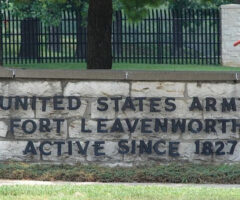 UNITED STATES ARMY
FORT LEAVENWORTH
ACTIVE SINCE 1827